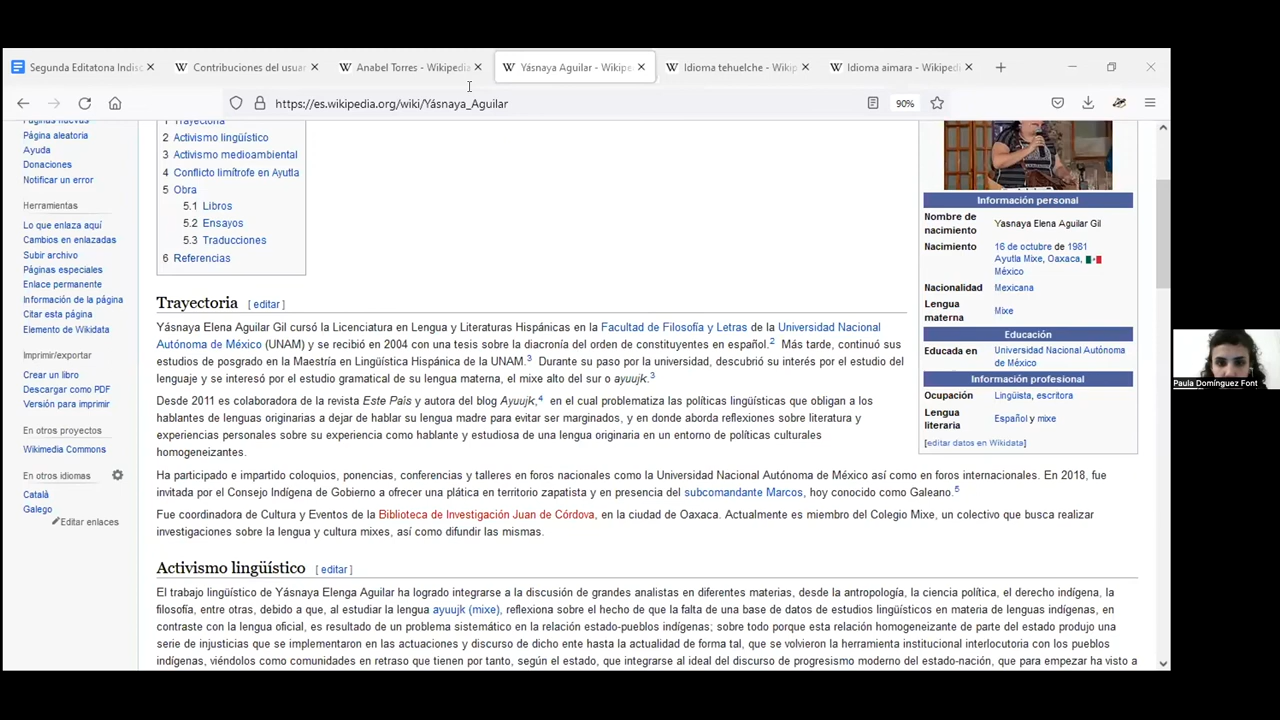 Segunda Editatona Indisc
Contribuciones del usuar
Anabel Torres - Wikipedia
Yásnaya Aguilar - Wikipe
Idioma tehuelche - Wikip
Idioma aimara - Wikipedi
https://es.wikipedia.org/wiki/Yásnaya_Aguilar
90%
Páginas nuevas
Página aleatoria
Ayuda
Donaciones
Notificar un error
Herramientas
Lo que enlaza aquí
Cambios en enlazadas
Subir archivo
Páginas especiales
Enlace permanente
Información de la página
Citar esta página
Elemento de Wikidata
Imprimir/exportar
Crear un libro
Descargar como PDF
Versión para imprimir
En otros proyectos
Wikimedia Commons
En otros idiomas
Català
Galego
Editar enlaces
1 Trayectoria
2 Activismo lingüístico
3 Activismo medioambiental
4 Conflicto limítrofe en Ayutla
5 Obra
5.1 Libros
5.2 Ensayos
5.3 Traducciones
6 Referencias
Trayectoria [ editar ]
Yásnaya Elena Aguilar Gil cursó la Licenciatura en Lengua y Literaturas Hispánicas en la Facultad de Filosofía y Letras de la Universidad Nacional
Autónoma de México (UNAM) y se recibió en 2004 con una tesis sobre la diacronía del orden de constituyentes en español.2 Más tarde, continuó sus
estudios de posgrado en la Maestría en Lingüística Hispánica de la UNAM.3 Durante su paso por la universidad, descubrió su interés por el estudio del
lenguaje y se interesó por el estudio gramatical de su lengua materna, el mixe alto del sur o ayuujk.3
Desde 2011 es colaboradora de la revista Este País y autora del blog Ayuujk,4 en el cual problematiza las políticas lingüísticas que obligan a los
hablantes de lenguas originarias a dejar de hablar su lengua madre para evitar ser marginados, y en donde aborda reflexiones sobre literatura y
experiencias personales sobre su experiencia como hablante y estudiosa de una lengua originaria en un entorno de políticas culturales
homogeneizantes.
Ha participado e impartido coloquios, ponencias, conferencias y talleres en foros nacionales como la Universidad Nacional Autónoma de México así como en foros internacionales. En 2018, fue
invitada por el Consejo Indígena de Gobierno a ofrecer una plática en territorio zapatista y en presencia del subcomandante Marcos, hoy conocido como Galeano.5
Fue coordinadora de Cultura y Eventos de la Biblioteca de Investigación Juan de Córdova, en la ciudad de Oaxaca. Actualmente es miembro del Colegio Mixe, un colectivo que busca realizar
investigaciones sobre la lengua y cultura mixes, así como difundir las mismas.
Activismo lingüístico [ editar ]
El trabajo lingüístico de Yásnaya Elenga Aguilar ha logrado integrarse a la discusión de grandes analistas en diferentes materias, desde la antropología, la ciencia política, el derecho indígena, la
filosofía, entre otras, debido a que, al estudiar la lengua ayuujk (mixe), reflexiona sobre el hecho de que la falta de una base de datos de estudios lingüísticos en materia de lenguas indígenas, en
contraste con la lengua oficial, es resultado de un problema sistemático en la relación estado-pueblos indígenas; sobre todo porque esta relación homogeneizante de parte del estado produjo una
serie de injusticias que se implementaron en las actuaciones y discurso de dicho ente hasta la actualidad de forma tal, que se volvieron la herramienta institucional interlocutoria con los pueblos
indígenas, viéndolos como comunidades en retraso que tienen por tanto, según el estado, que integrarse al ideal del discurso de progresismo moderno del estado-nación, que para empezar ha visto a
Información personal
Nombre de nacimiento Yasnaya Elena Aguilar Gil
Nacimiento 16 de octubre de 1981
Ayutla Mixe, Oaxaca,
México
Nacionalidad Mexicana
Lengua materna Mixe
Educación
Educada en Universidad Nacional Autónoma
de México
Información profesional
Ocupación Lingüista, escritora
Lengua literaria Español y mixe
[editar datos en Wikidata]
Paula Domínguez Font